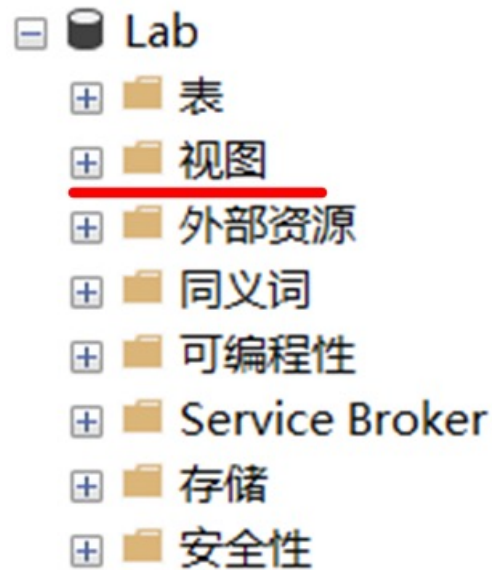 Lab
表
视图
外部资源
同义词
可编程性
Service Broker
存储
安全性